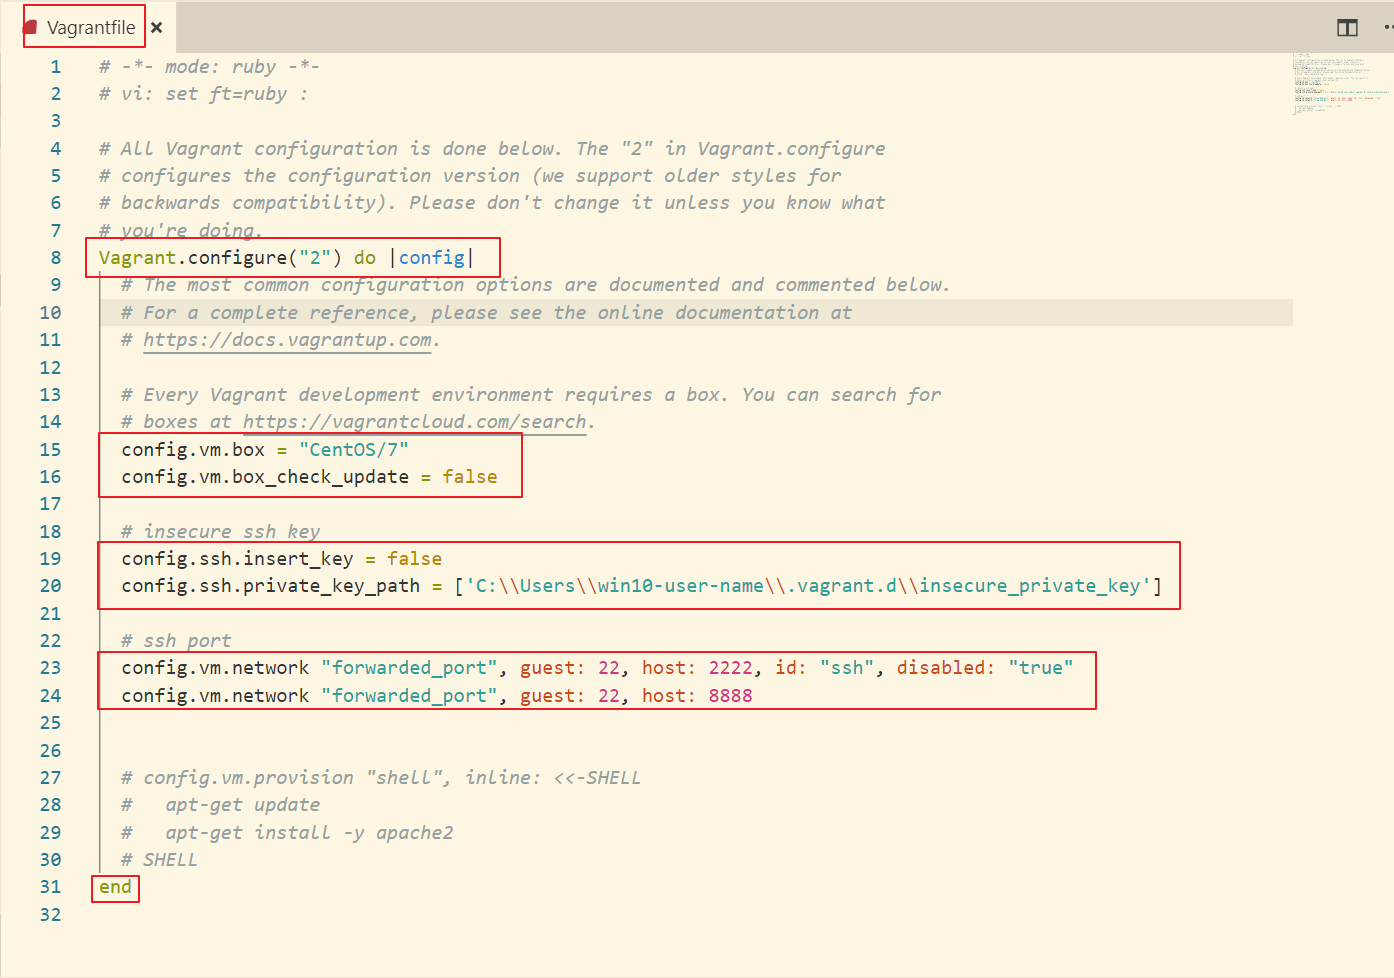 Vagrantfile ×
1 # -*- mode: ruby -*-
2 # vi: set ft=ruby :
3
4 # All Vagrant configuration is done below. The "2" in Vagrant.configure
5 # configures the configuration version (we support older styles for
6 # backwards compatibility). Please don't change it unless you know what
7 # you're doing.
8 Vagrant.configure("2") do |config|
9 # The most common configuration options are documented and commented below.
10 # For a complete reference, please see the online documentation at
11 # https://docs.vagrantup.com.
12
13 # Every Vagrant development environment requires a box. You can search for
14 # boxes at https://vagrantcloud.com/search.
15 config.vm.box = "CentOS/7"
16 config.vm.box_check_update = false
17
18 # insecure ssh key
19 config.ssh.insert_key = false
20 config.ssh.private_key_path = ['C:\\Users\\win10-user-name\\.vagrant.d\\insecure_private_key']
21
22 # ssh port
23 config.vm.network "forwarded_port", guest: 22, host: 2222, id: "ssh", disabled: "true"
24 config.vm.network "forwarded_port", guest: 22, host: 8888
25
26
27 # config.vm.provision "shell", inline: <<-SHELL
28 #   apt-get update
29 #   apt-get install -y apache2
30 # SHELL
31 end
32